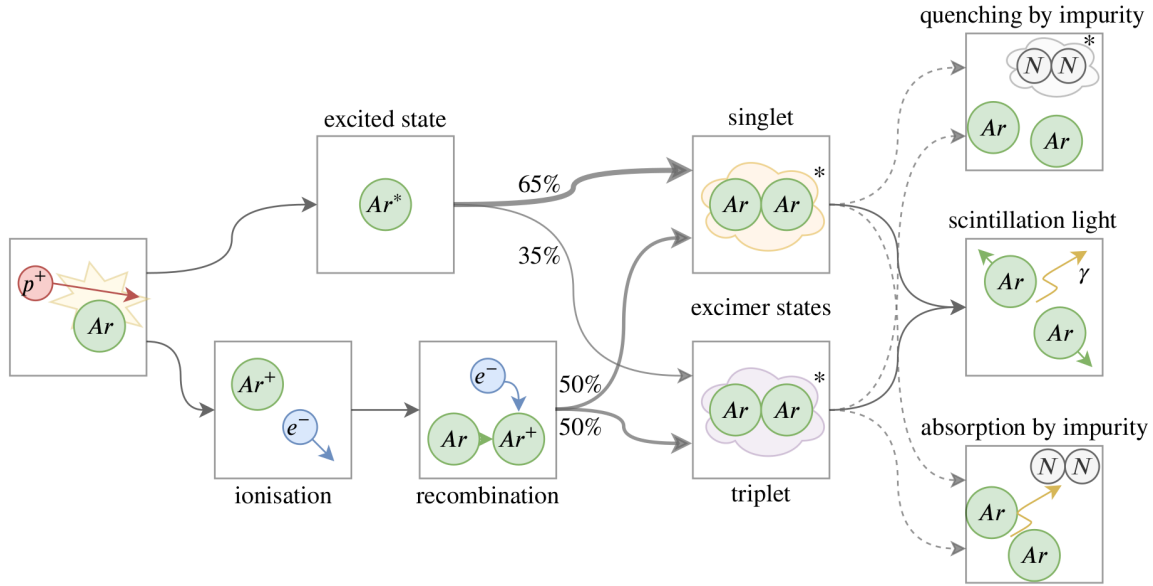 quenching by impurity
N N *
Ar Ar
excited state
Ar*
65%
35%
singlet
Ar Ar *
scintillation light
Ar γ
Ar
p⁺
Ar
excimer states
Ar⁺
e⁻
ionisation
e⁻
Ar Ar⁺
recombination
50%
50%
Ar Ar *
triplet
absorption by impurity
N N
Ar
Ar